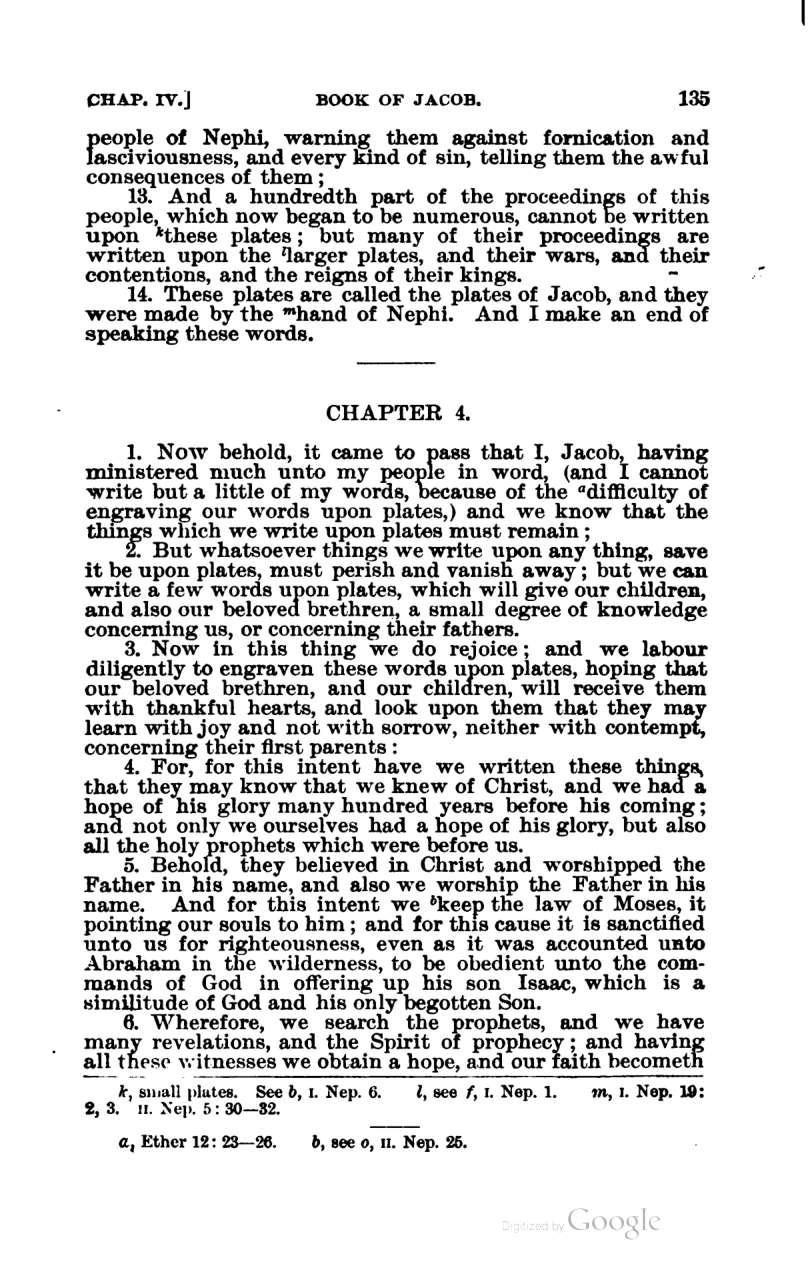 CHAP. IV.] BOOK OF JACOB. 135
people of Nephi, warning them against fornication and
lasciviousness, and every kind of sin, telling them the awful
consequences of them;
13. And a hundredth part of the proceedings of this
people, which now began to be numerous, cannot be written
upon ᵏthese plates; but many of their proceedings are
written upon the ˡlarger plates, and their wars, and their
contentions, and the reigns of their kings.
14. These plates are called the plates of Jacob, and they
were made by the ᵐhand of Nephi. And I make an end of
speaking these words.
CHAPTER 4.
1. Now behold, it came to pass that I, Jacob, having
ministered much unto my people in word, (and I cannot
write but a little of my words, because of the ᵃdifficulty of
engraving our words upon plates,) and we know that the
things which we write upon plates must remain;
2. But whatsoever things we write upon any thing, save
it be upon plates, must perish and vanish away; but we can
write a few words upon plates, which will give our children,
and also our beloved brethren, a small degree of knowledge
concerning us, or concerning their fathers.
3. Now in this thing we do rejoice; and we labour
diligently to engraven these words upon plates, hoping that
our beloved brethren, and our children, will receive them
with thankful hearts, and look upon them that they may
learn with joy and not with sorrow, neither with contempt,
concerning their first parents:
4. For, for this intent have we written these things,
that they may know that we knew of Christ, and we had a
hope of his glory many hundred years before his coming;
and not only we ourselves had a hope of his glory, but also
all the holy prophets which were before us.
5. Behold, they believed in Christ and worshipped the
Father in his name, and also we worship the Father in his
name. And for this intent we ᵇkeep the law of Moses, it
pointing our souls to him; and for this cause it is sanctified
unto us for righteousness, even as it was accounted unto
Abraham in the wilderness, to be obedient unto the com-
mands of God in offering up his son Isaac, which is a
similitude of God and his only begotten Son.
6. Wherefore, we search the prophets, and we have
many revelations, and the Spirit of prophecy; and having
all these witnesses we obtain a hope, and our faith becometh
k, small plates. See b, I. Nep. 6. l, see f, I. Nep. 1. m, I. Nep. 19:
2, 3. II. Nep. 5: 30—32.
a, Ether 12: 23—26. b, see o, II. Nep. 25.
Digitized by Google